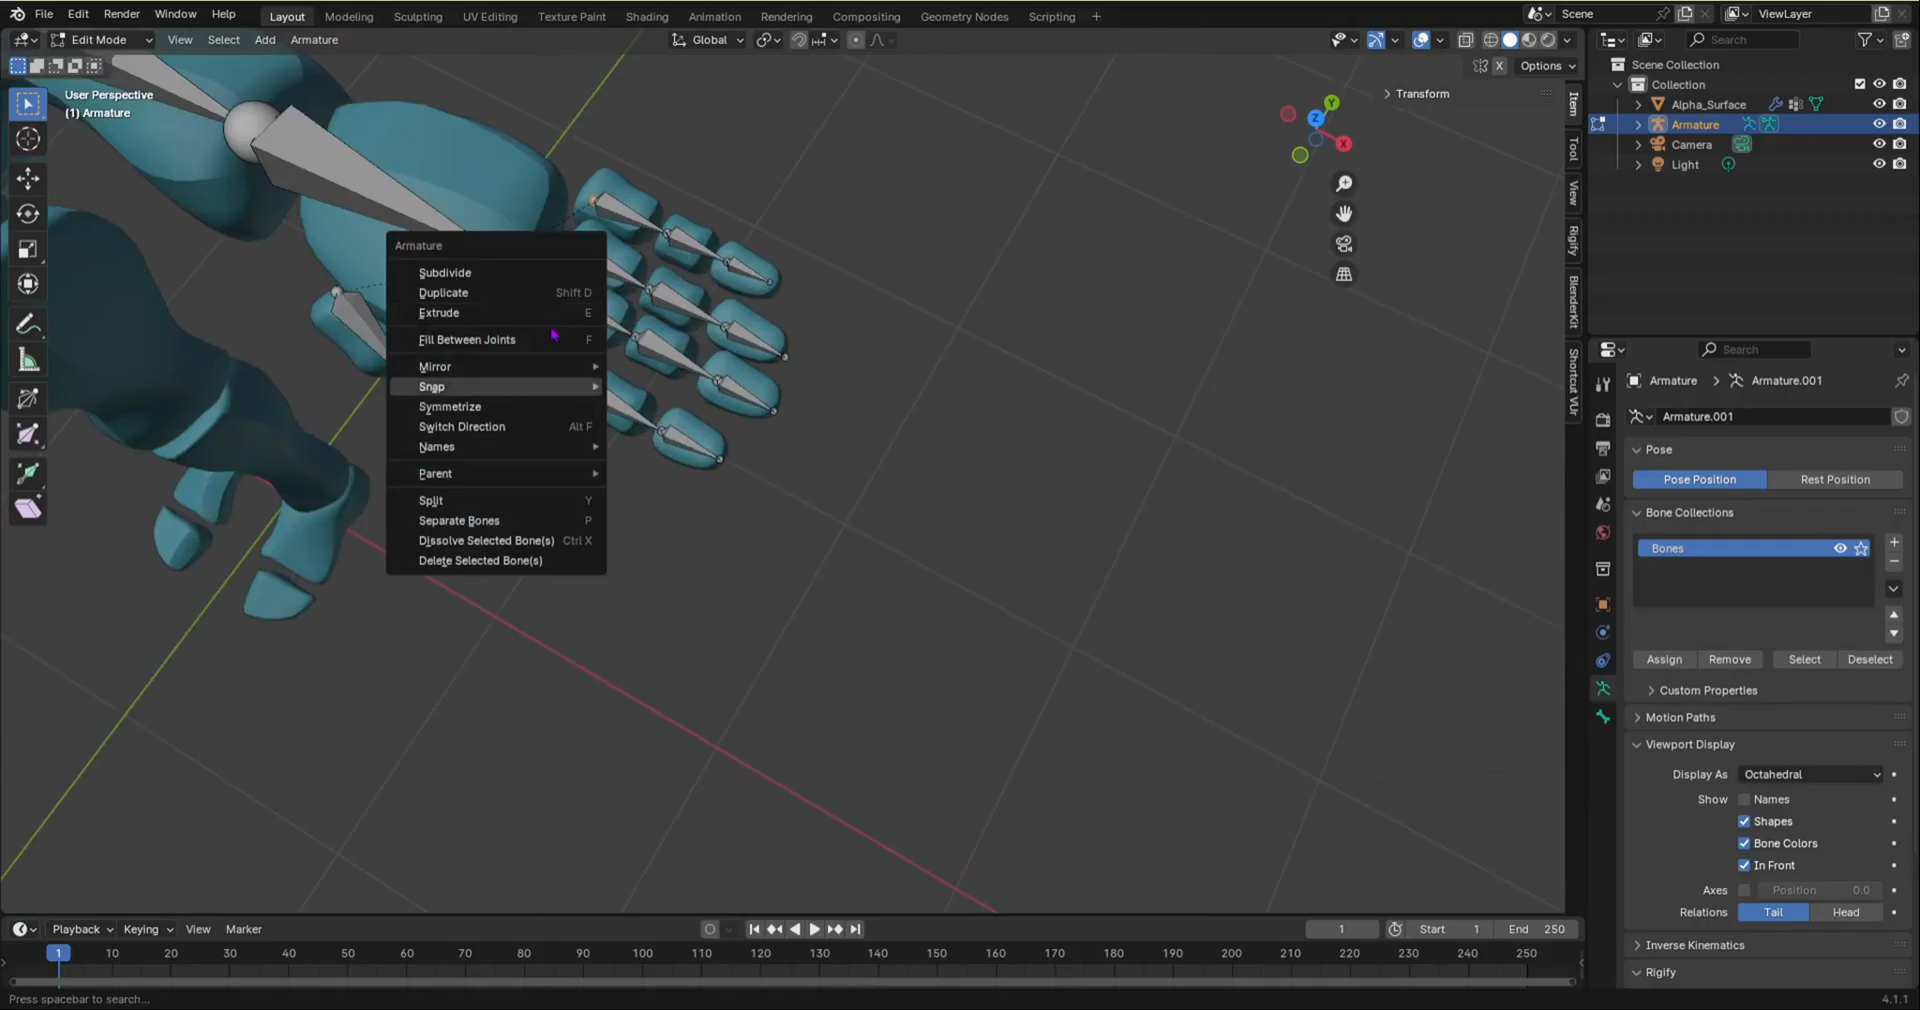 File Edit Render Window Help Layout Modeling Sculpting UV Editing Texture Paint Shading Animation Rendering Compositing Geometry Nodes Scripting Scene ViewLayer
Edit Mode View Select Add Armature Global Search
X Options
User Perspective
(1) Armature
Transform
Item
Tool
View
Rigify
BlenderKit
Shortcut VUr
Scene Collection
Collection
Alpha_Surface
Armature
Camera
Light
Z
Y
X
Armature
Subdivide
Duplicate Shift D
Extrude E
Fill Between Joints F
Mirror
Snap
Symmetrize
Switch Direction Alt F
Names
Parent
Split Y
Separate Bones P
Dissolve Selected Bone(s) Ctrl X
Delete Selected Bone(s)
Search
Armature Armature.001
Armature.001
Pose
Pose Position Rest Position
Bone Collections
Bones
Assign Remove Select Deselect
Custom Properties
Motion Paths
Viewport Display
Display As Octahedral
Show Names
Shapes
Bone Colors
In Front
Axes Position 0.0
Relations Tail Head
Inverse Kinematics
Rigify
Playback Keying View Marker 1 Start 1 End 250
1 10 20 30 40 50 60 70 80 90 100 110 120 130 140 150 160 170 180 190 200 210 220 230 240 250
Press spacebar to search...
4.1.1